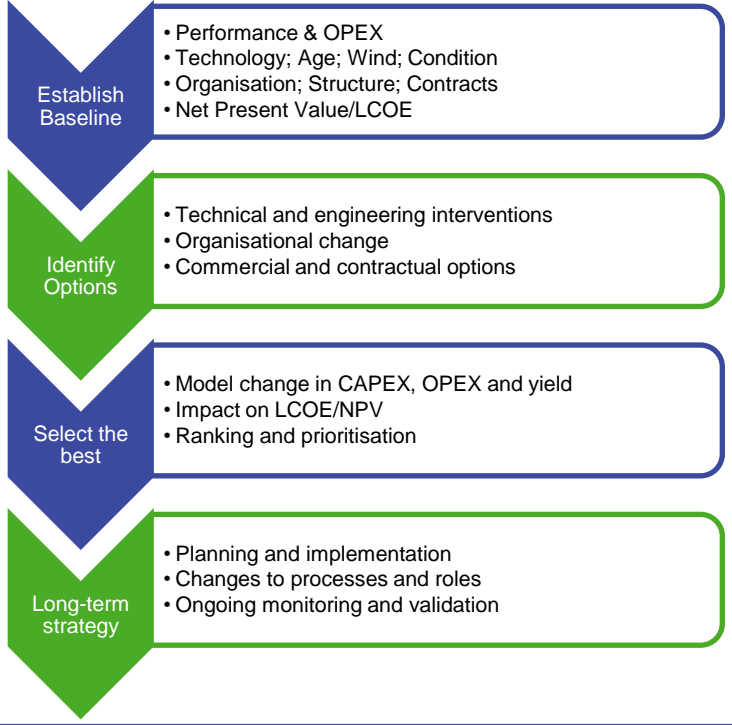 Establish
Baseline
• Performance & OPEX
• Technology; Age; Wind; Condition
• Organisation; Structure; Contracts
• Net Present Value/LCOE
Identify
Options
• Technical and engineering interventions
• Organisational change
• Commercial and contractual options
Select the
best
• Model change in CAPEX, OPEX and yield
• Impact on LCOE/NPV
• Ranking and prioritisation
Long-term
strategy
• Planning and implementation
• Changes to processes and roles
• Ongoing monitoring and validation